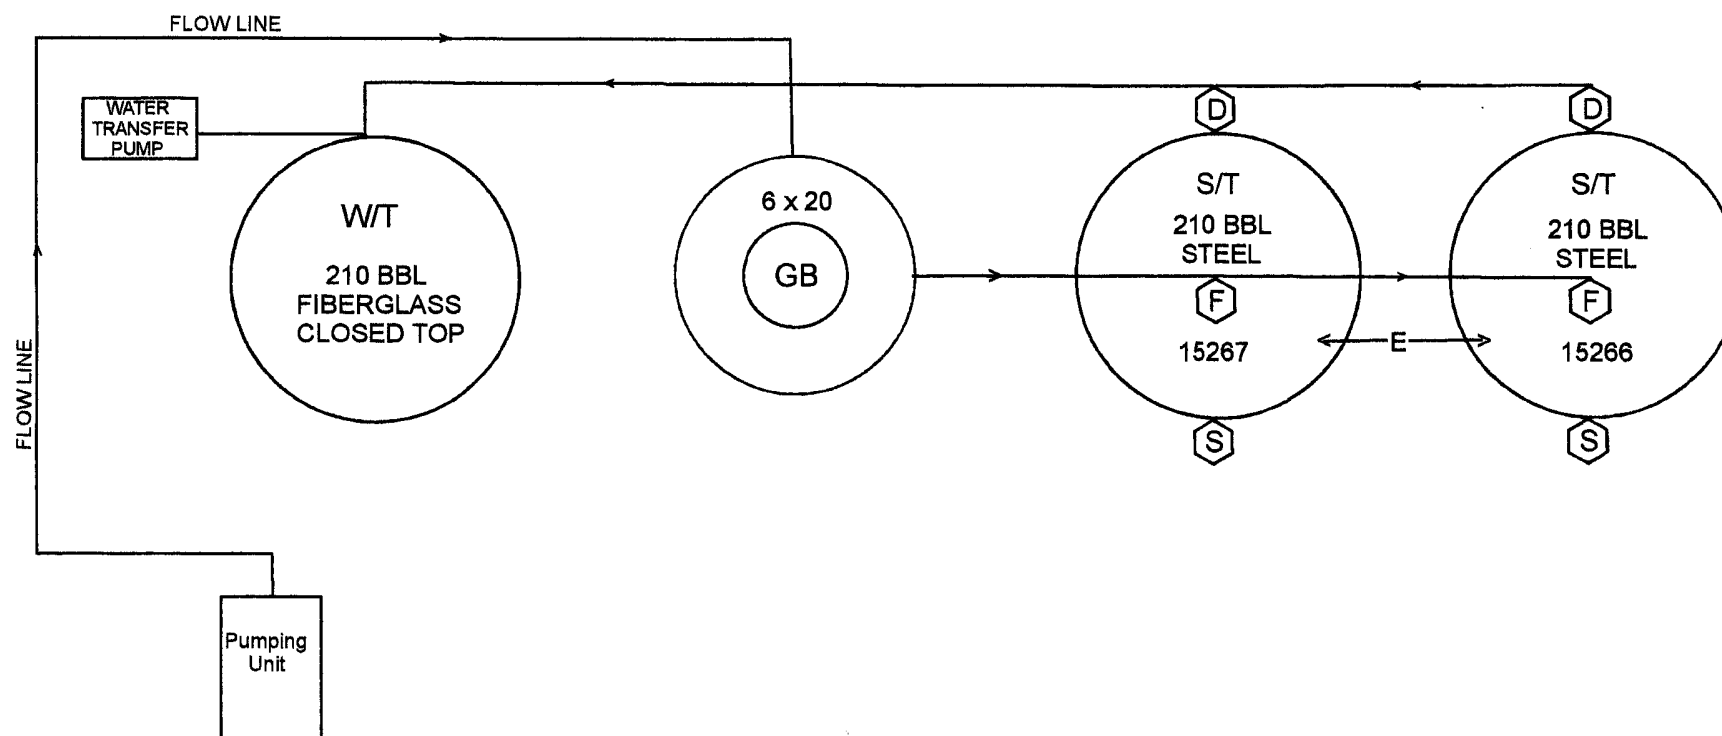 FLOW LINE
WATER
TRANSFER
PUMP
W/T
210 BBL
FIBERGLASS
CLOSED TOP
6 x 20
GB
D
S/T
210 BBL
STEEL
F
15267
S
E
D
S/T
210 BBL
STEEL
F
15266
S
FLOW LINE
Pumping
Unit